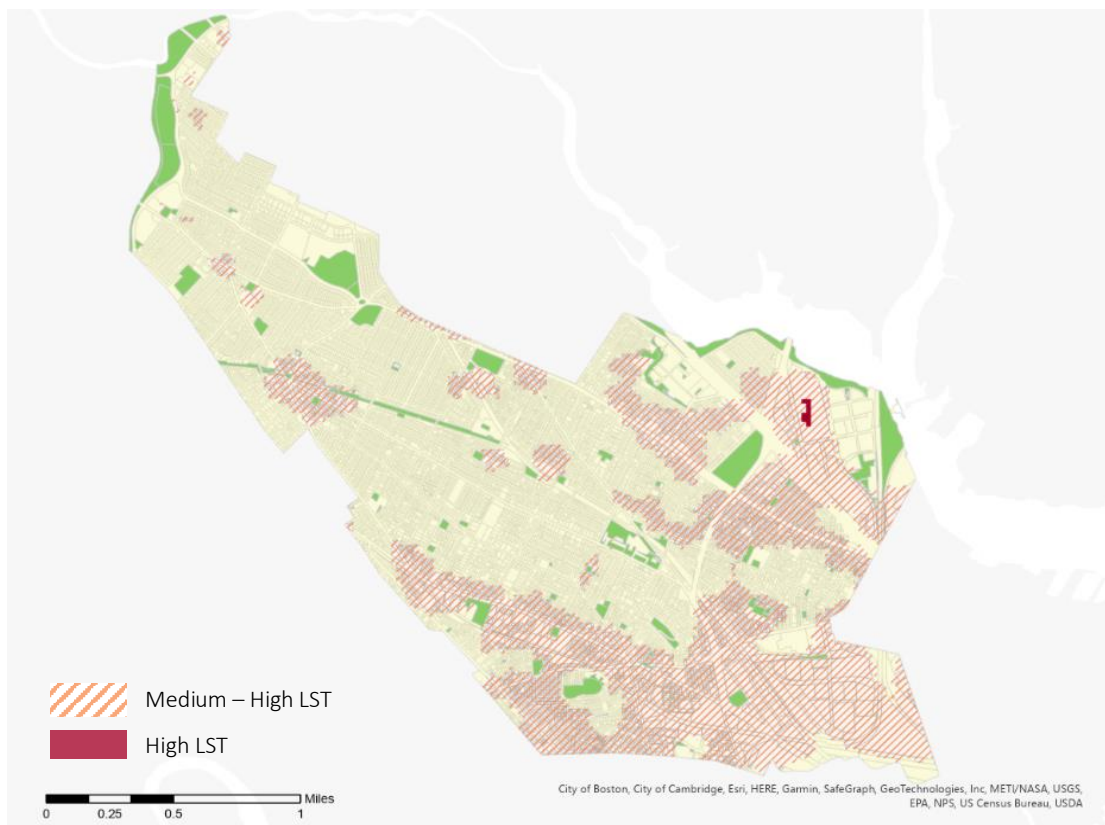 Medium – High LST
High LST
Miles
0 0.25 0.5 1
City of Boston, City of Cambridge, Esri, HERE, Garmin, SafeGraph, GeoTechnologies, Inc, METI/NASA, USGS,
EPA, NPS, US Census Bureau, USDA